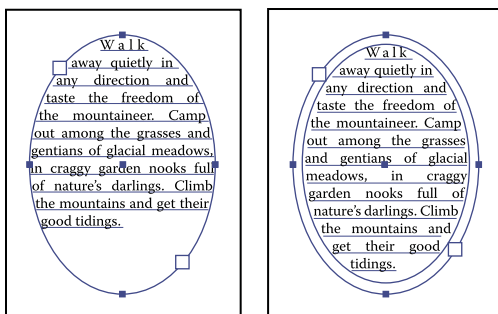 Walk
away quietly in
any direction and
taste the freedom of
the mountaineer. Camp
out among the grasses and
gentians of glacial meadows,
in craggy garden nooks full
of nature's darlings. Climb
the mountains and get their
good tidings.
Walk
away quietly in
any direction and
taste the freedom of
the mountaineer. Camp
out among the grasses
and gentians of glacial
meadows, in craggy
garden nooks full of
nature's darlings. Climb
the mountains and
get their good
tidings.